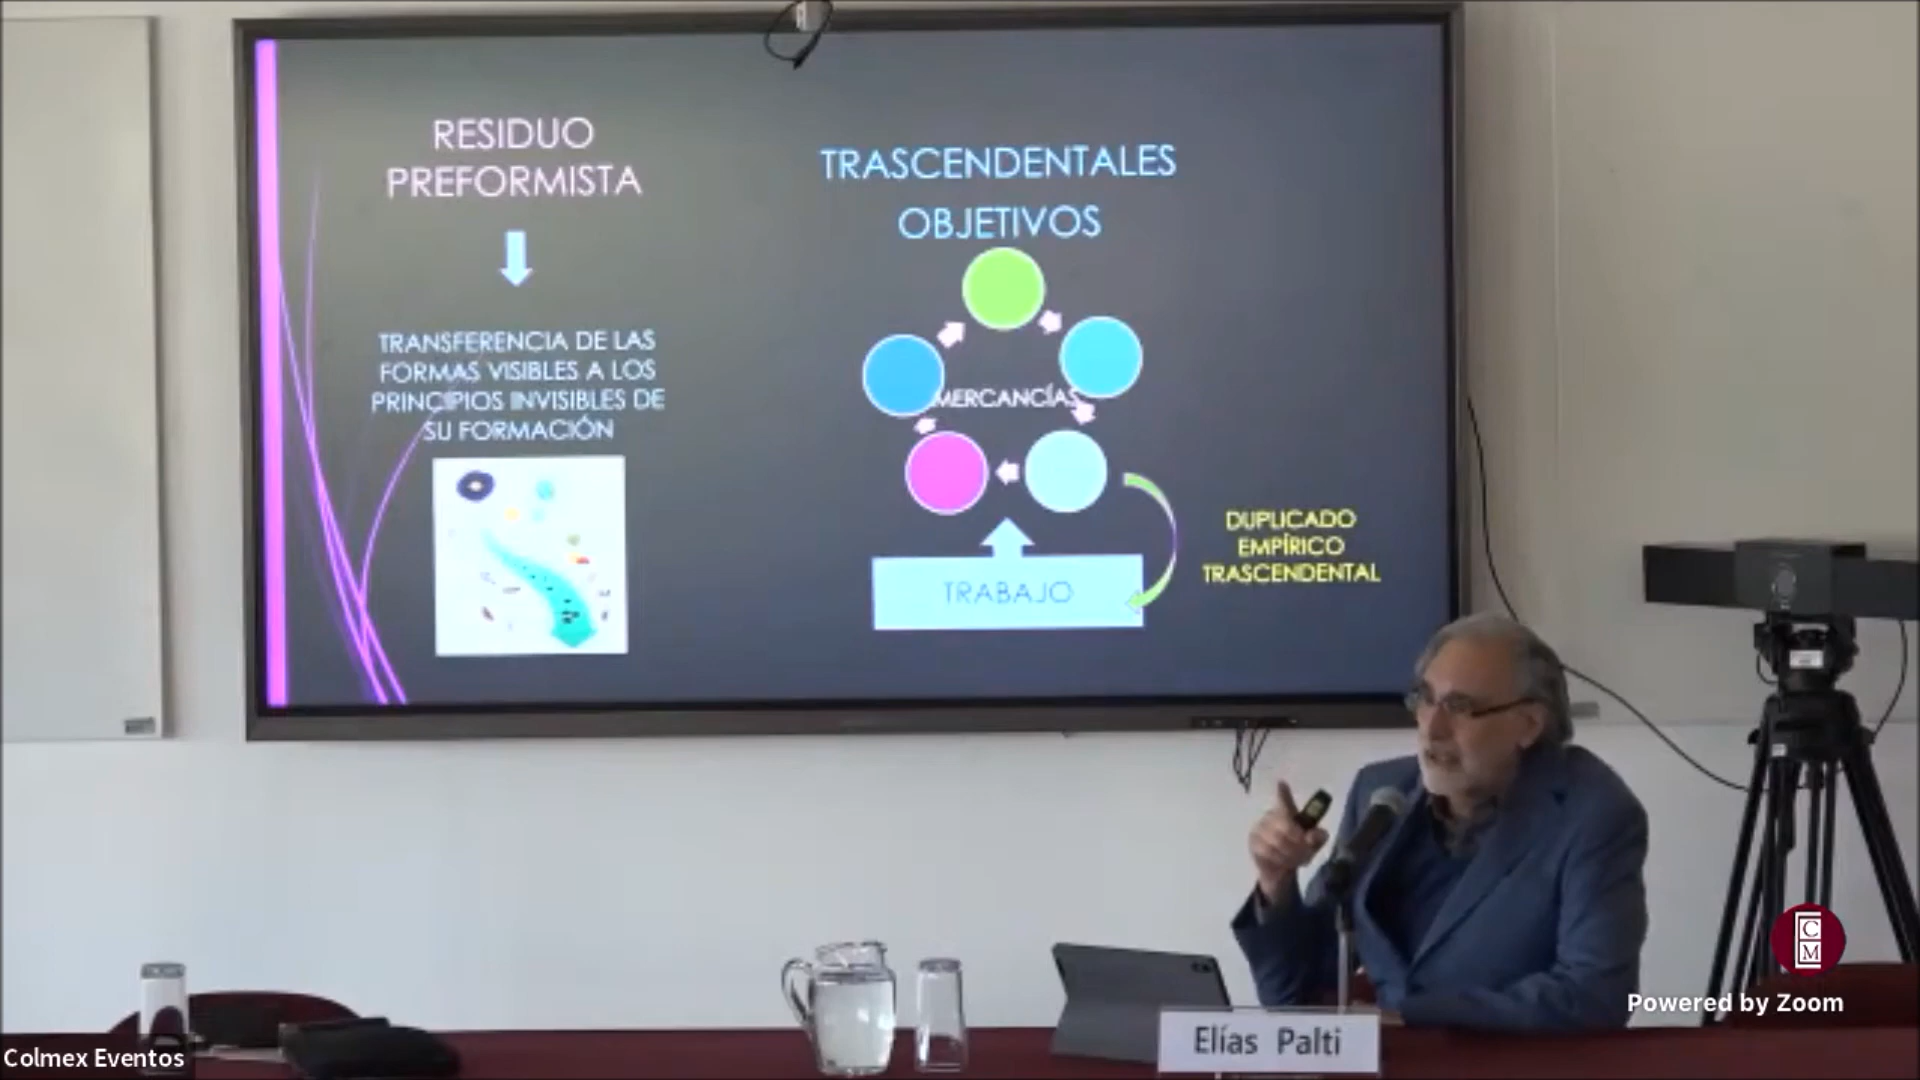 RESIDUO
PREFORMISTA
TRANSFERENCIA DE LAS
FORMAS VISIBLES A LOS
PRINCIPIOS INVISIBLES DE
SU FORMACIÓN
TRASCENDENTALES
OBJETIVOS
MERCANCÍAS
TRABAJO
DUPLICADO
EMPÍRICO
TRASCENDENTAL
Elías Palti
C
M
Powered by Zoom
Colmex Eventos